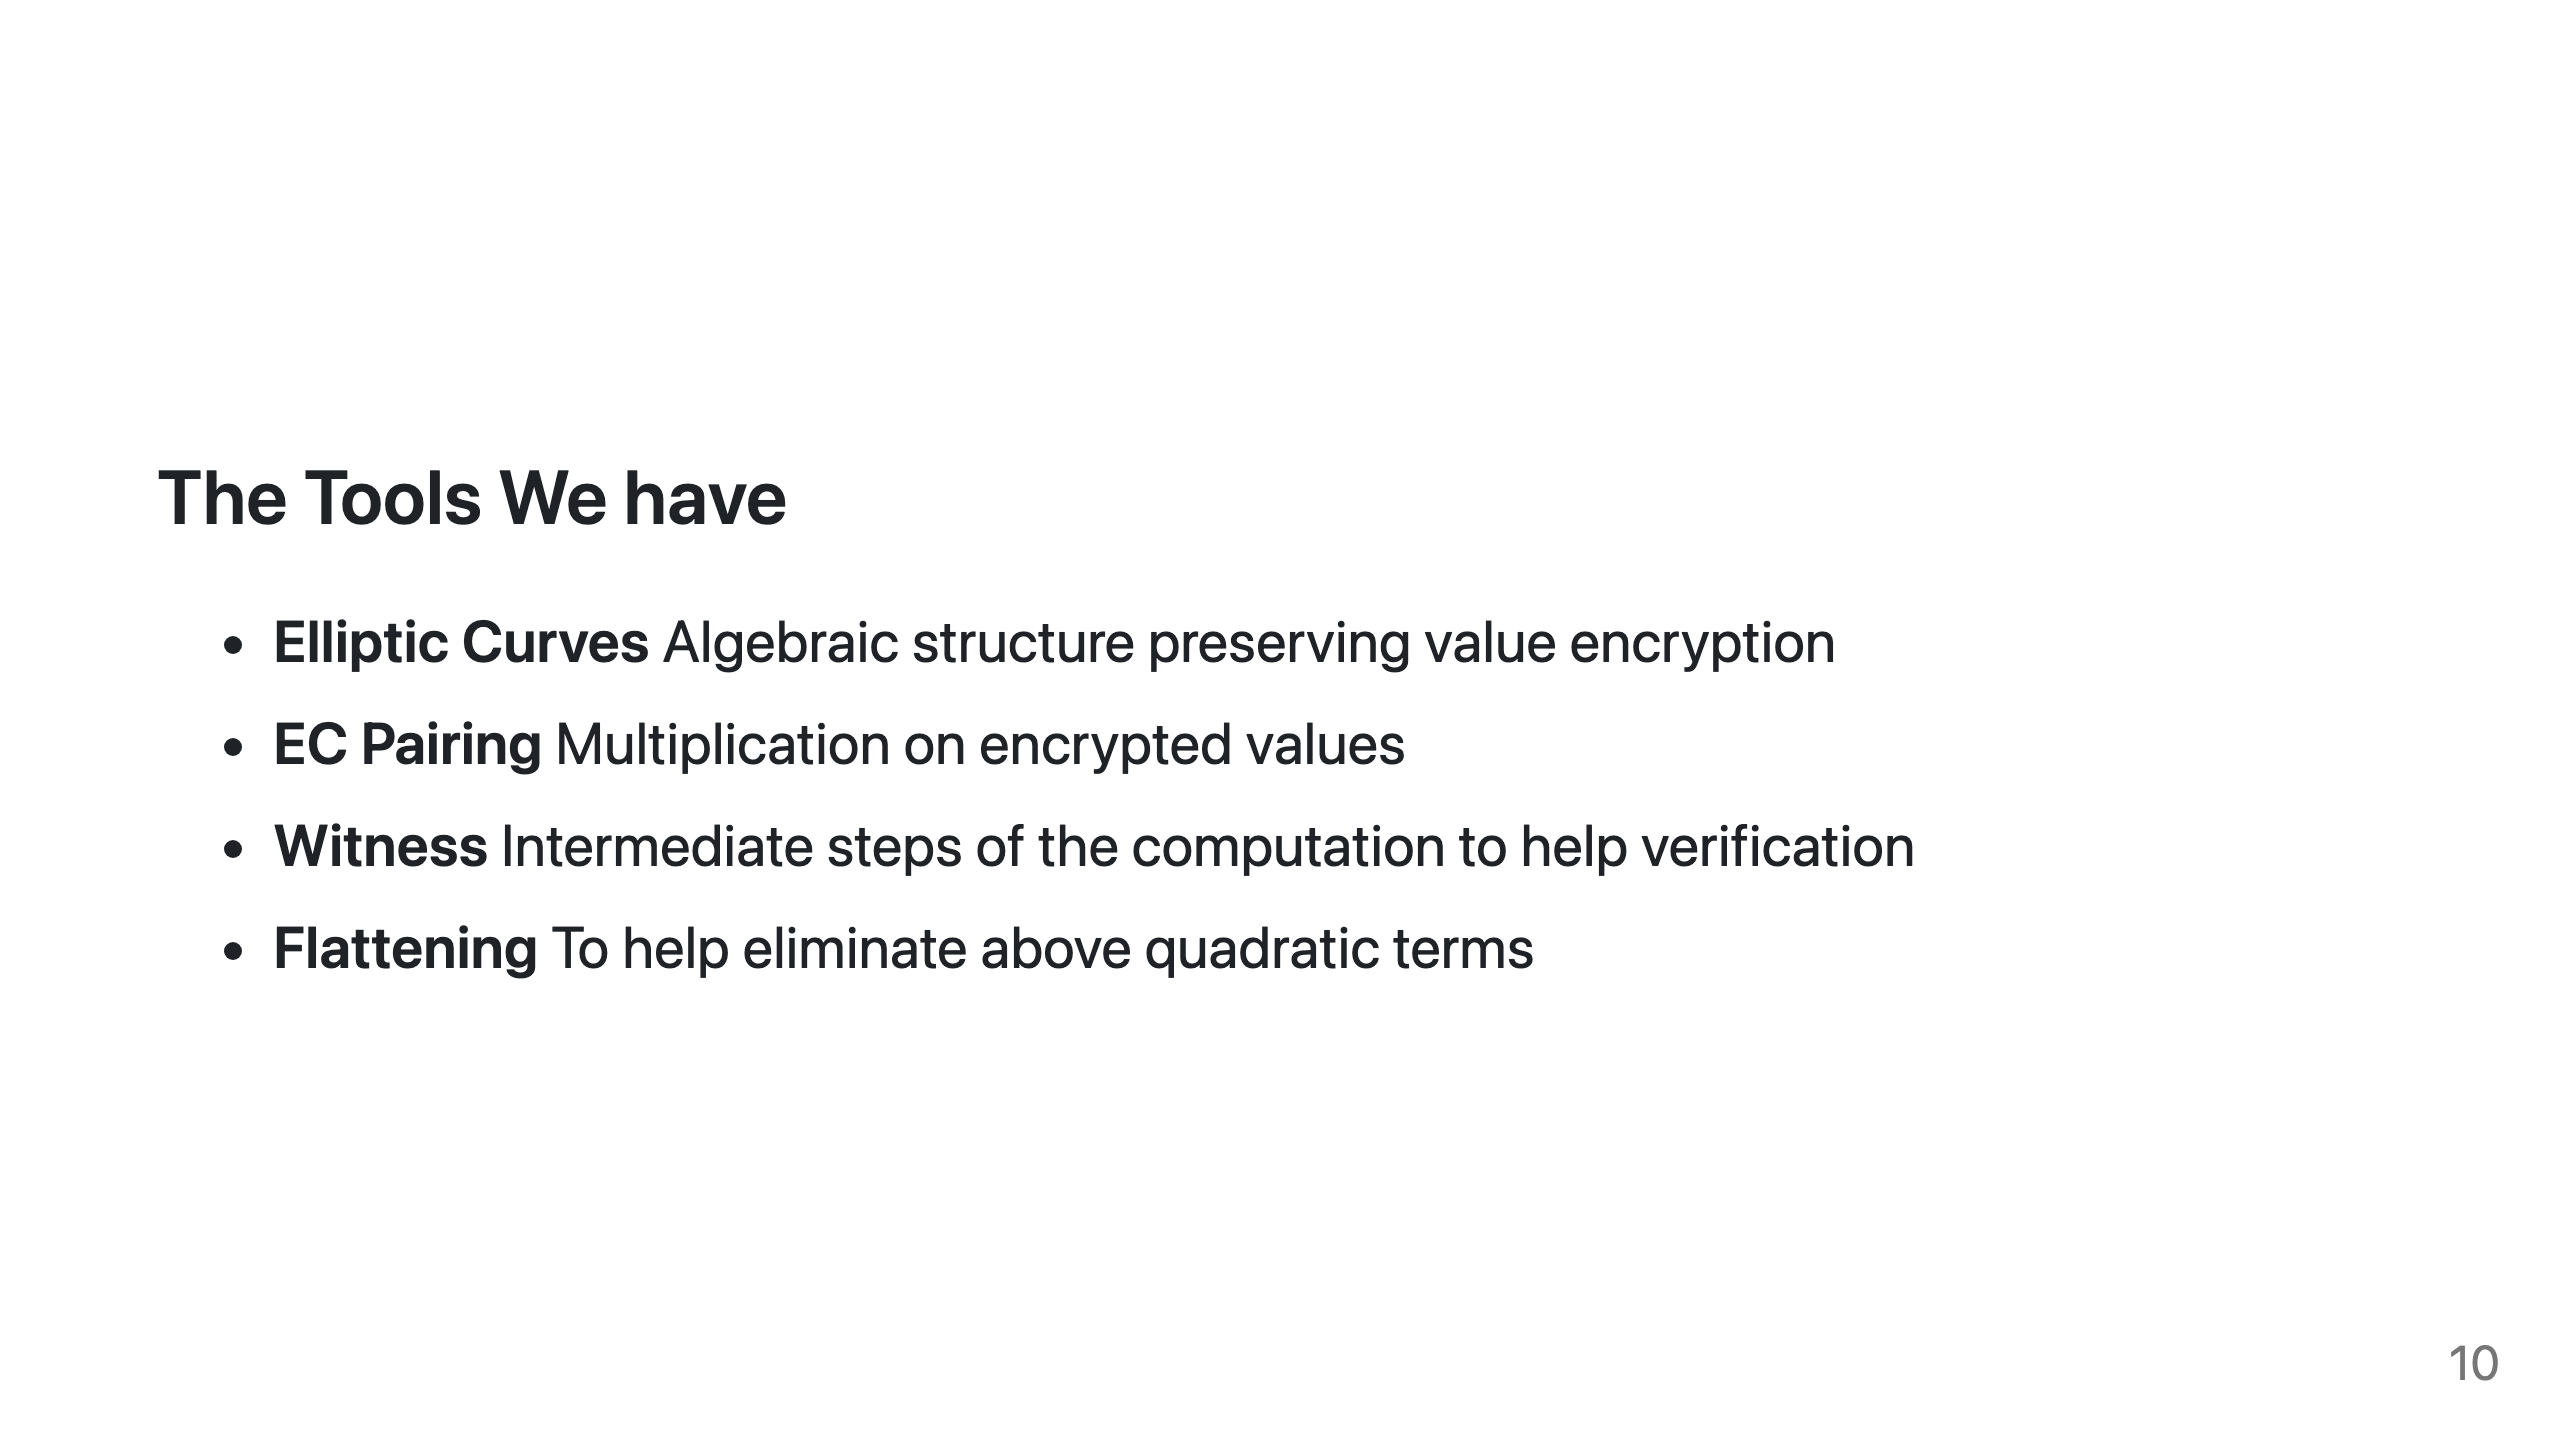 The Tools We have
• Elliptic Curves Algebraic structure preserving value encryption
• EC Pairing Multiplication on encrypted values
• Witness Intermediate steps of the computation to help verification
• Flattening To help eliminate above quadratic terms
10